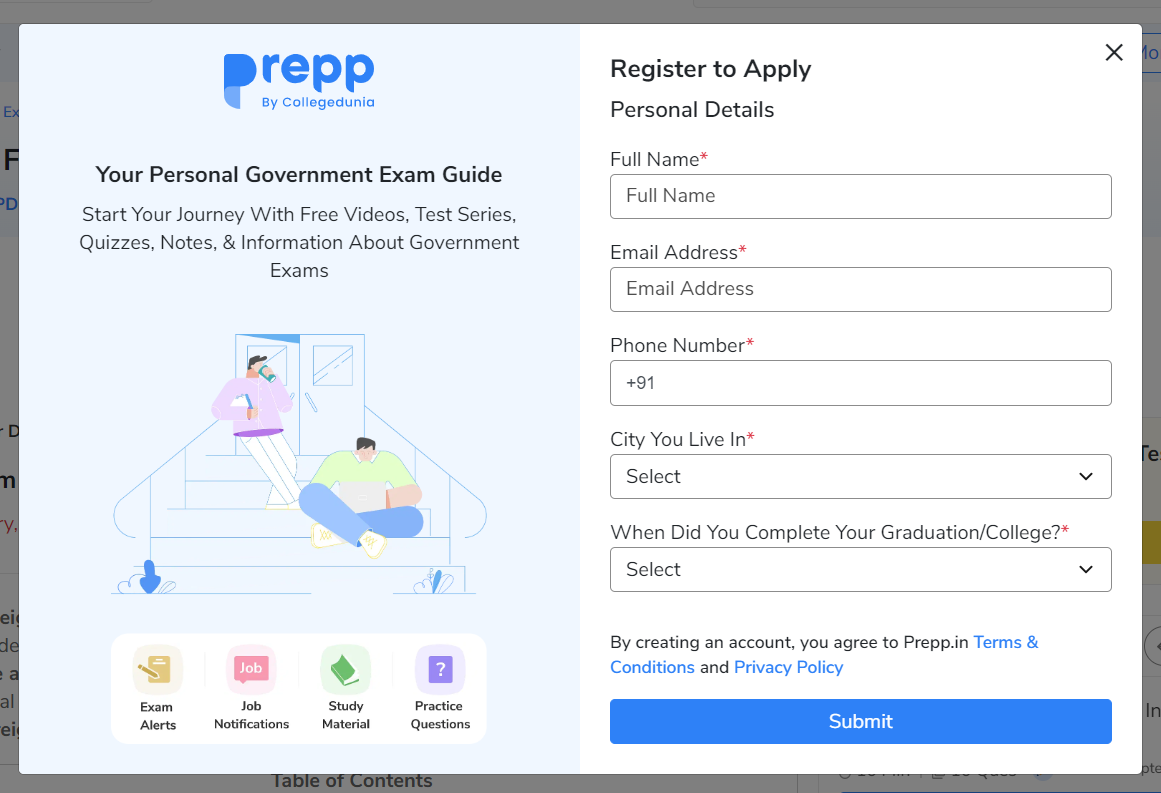 prepp
By Collegedunia
Your Personal Government Exam Guide
Start Your Journey With Free Videos, Test Series,
Quizzes, Notes, & Information About Government
Exams
Job
?
Exam
Alerts
Job
Notifications
Study
Material
Practice
Questions
Register to Apply
Personal Details
Full Name*
Full Name
Email Address*
Email Address
Phone Number*
+91
City You Live In*
Select
When Did You Complete Your Graduation/College?*
Select
By creating an account, you agree to Prepp.in Terms &
Conditions and Privacy Policy
Submit
Table of Contents